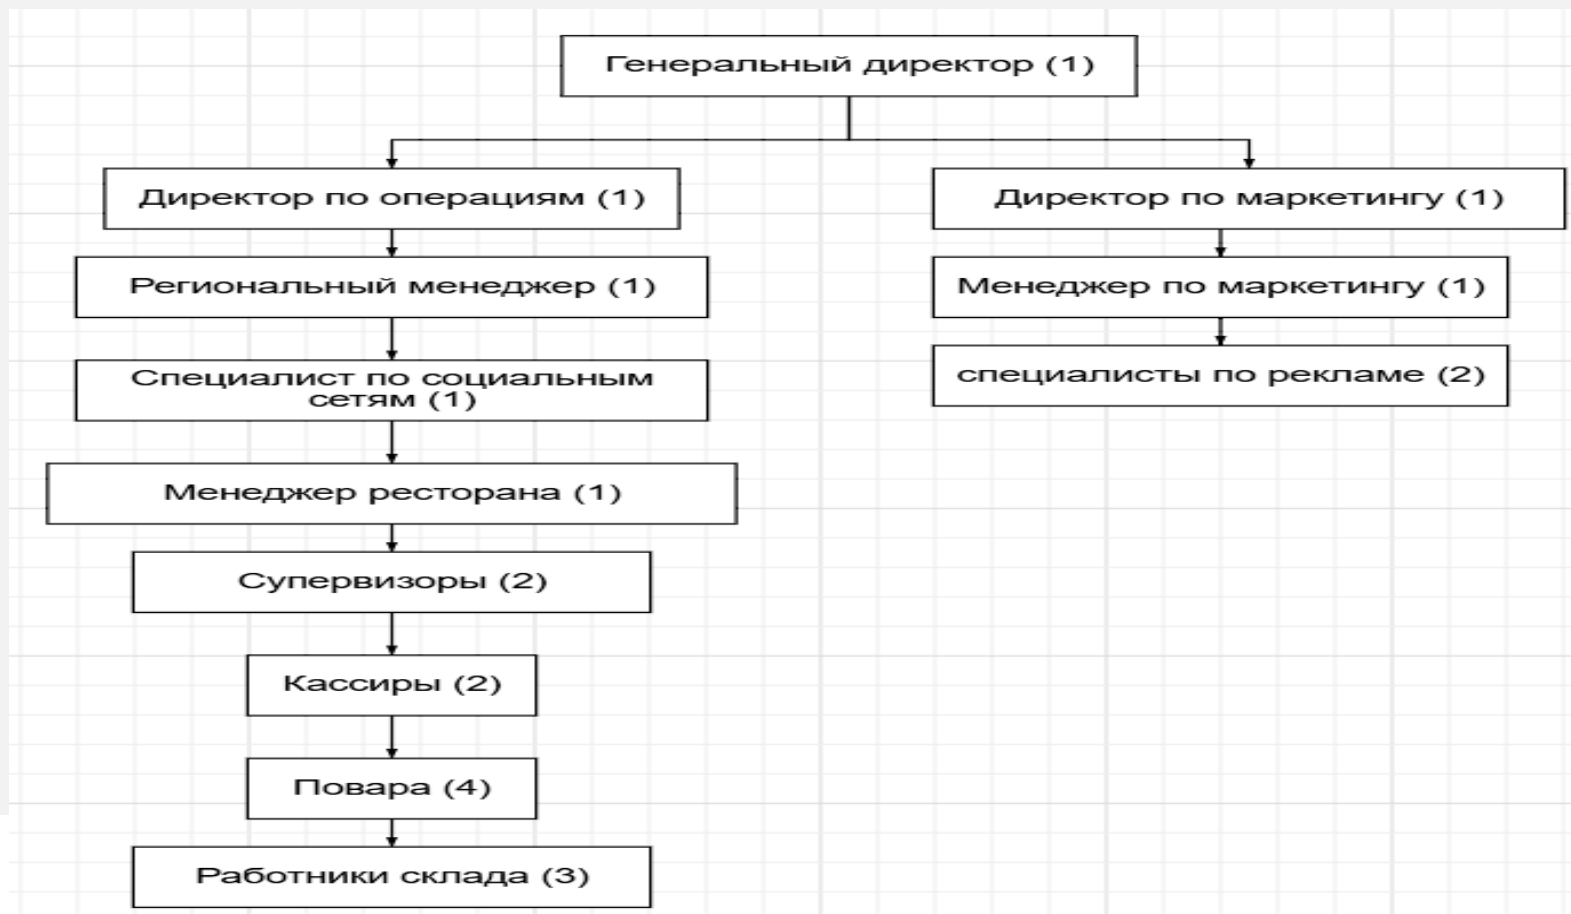 Генеральный директор (1)
Директор по операциям (1)
Директор по маркетингу (1)
Региональный менеджер (1)
Менеджер по маркетингу (1)
Специалист по социальным
сетям (1)
специалисты по рекламе (2)
Менеджер ресторана (1)
Супервизоры (2)
Кассиры (2)
Повара (4)
Работники склада (3)